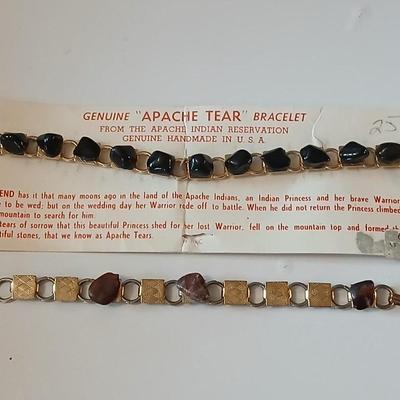 GENUINE "APACHE TEAR" BRACELET
FROM THE APACHE INDIAN RESERVATION
GENUINE HANDMADE IN U. S. A.
25
END has it that many moons ago in the land of the Apache Indians, an Indian Princess and her brave Warrior
to be wed; but on the wedding day her Warrior rode off to battle. When he did not return the Princess climbed
mountain to search for him.
tears of sorrow that this beautiful Princess shed for her lost Warrior, fell on the mountain top and formed
tiful stones, that we know as Apache Tears.